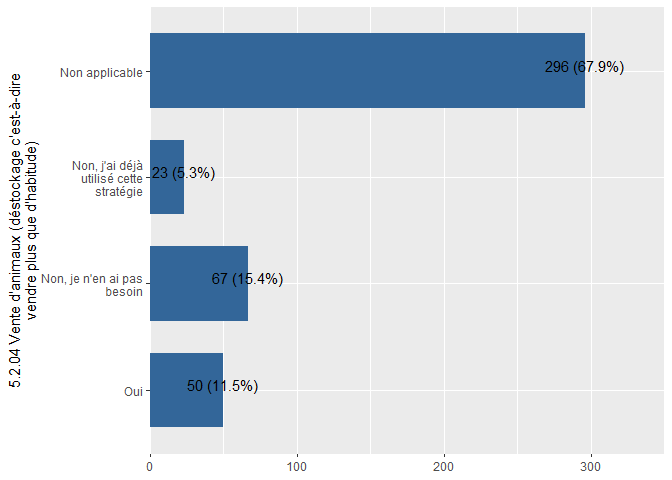 5.2.04 Vente d'animaux (déstockage c'est-à-dire
vendre plus que d'habitude)
Non applicable
296 (67.9%)
Non, j'ai déjà
utilisé cette
stratégie
23 (5.3%)
Non, je n'en ai pas
besoin
67 (15.4%)
Oui
50 (11.5%)
0
100
200
300